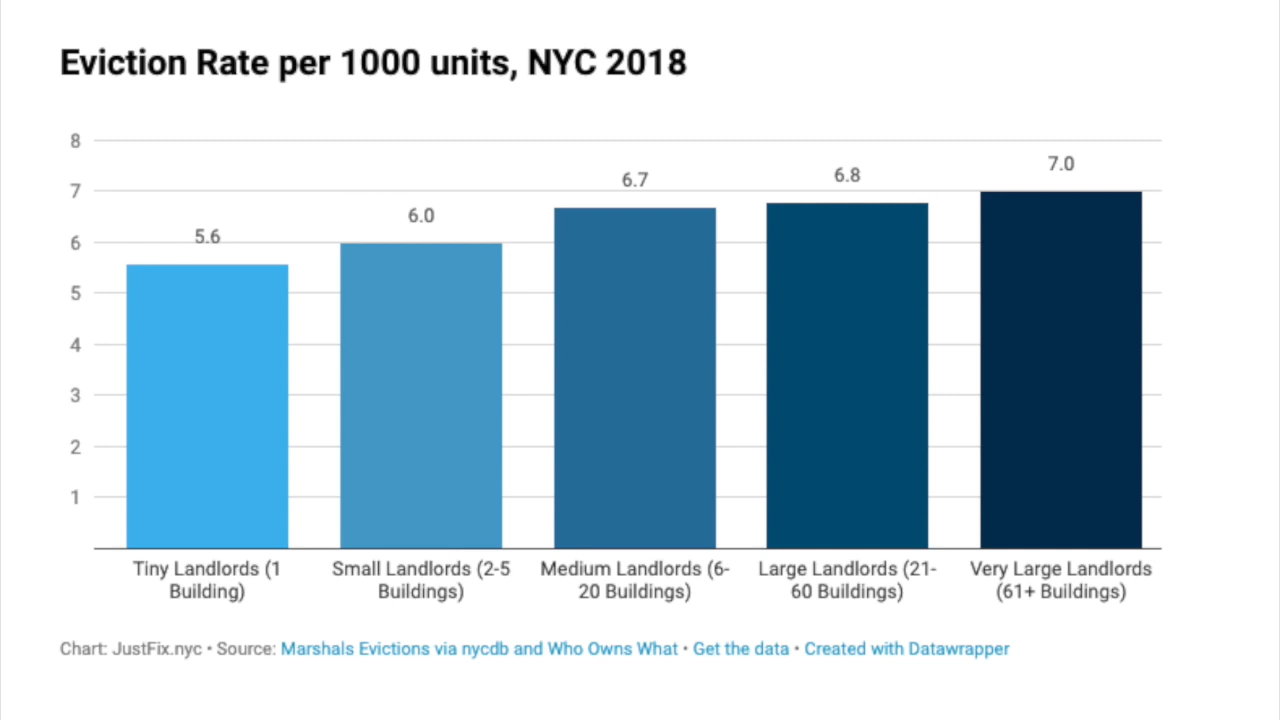 Eviction Rate per 1000 units, NYC 2018
8
7
6
5
4
3
2
1
5.6
6.0
6.7
6.8
7.0
Tiny Landlords (1
Building)
Small Landlords (2-5
Buildings)
Medium Landlords (6-
20 Buildings)
Large Landlords (21-
60 Buildings)
Very Large Landlords
(61+ Buildings)
Chart: JustFix.nyc • Source: Marshals Evictions via nycdb and Who Owns What • Get the data • Created with Datawrapper